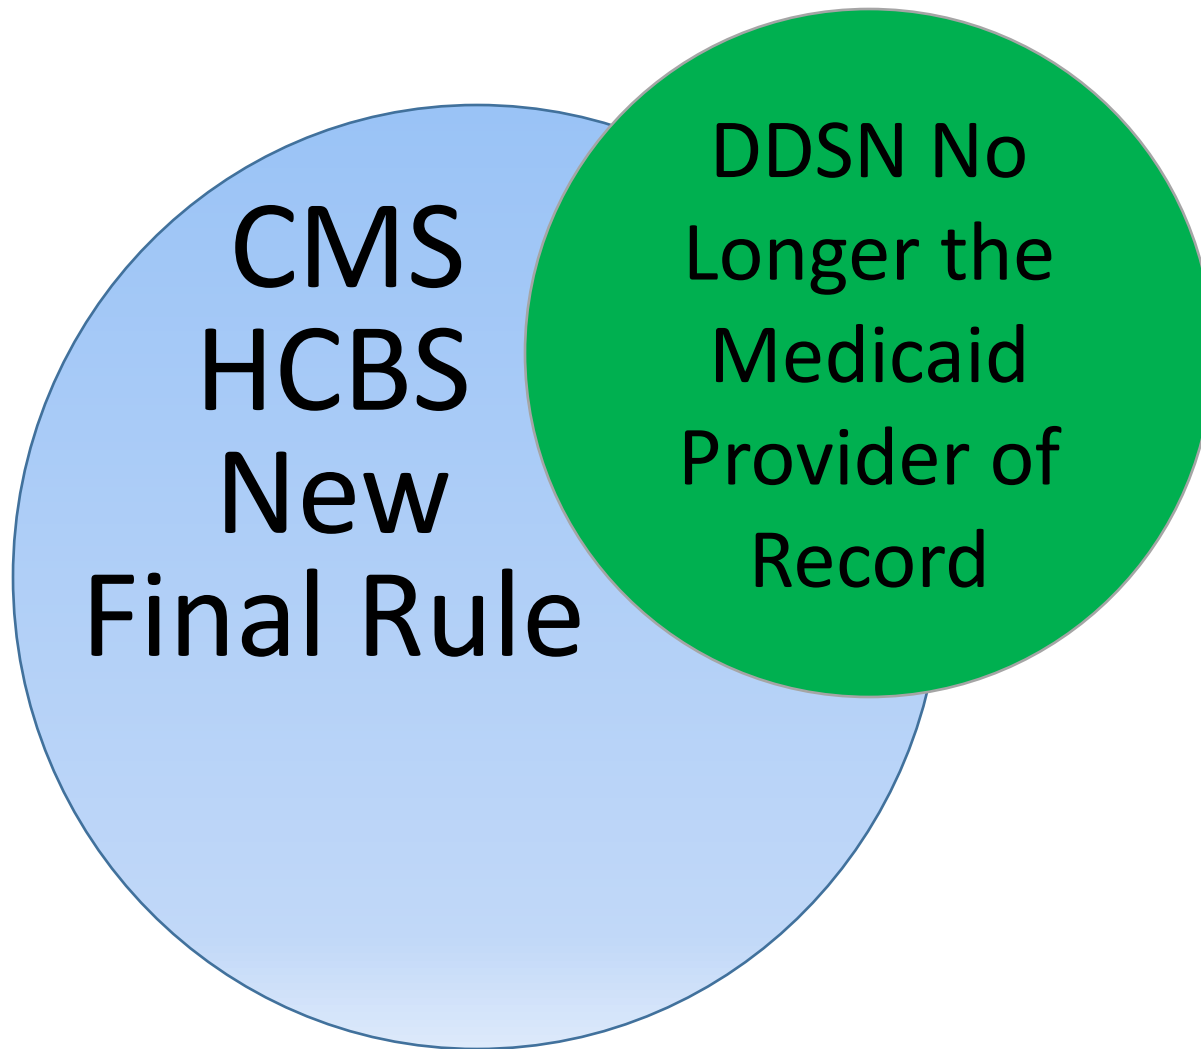 CMS
HCBS
New
Final Rule
DDSN No
Longer the
Medicaid
Provider of
Record